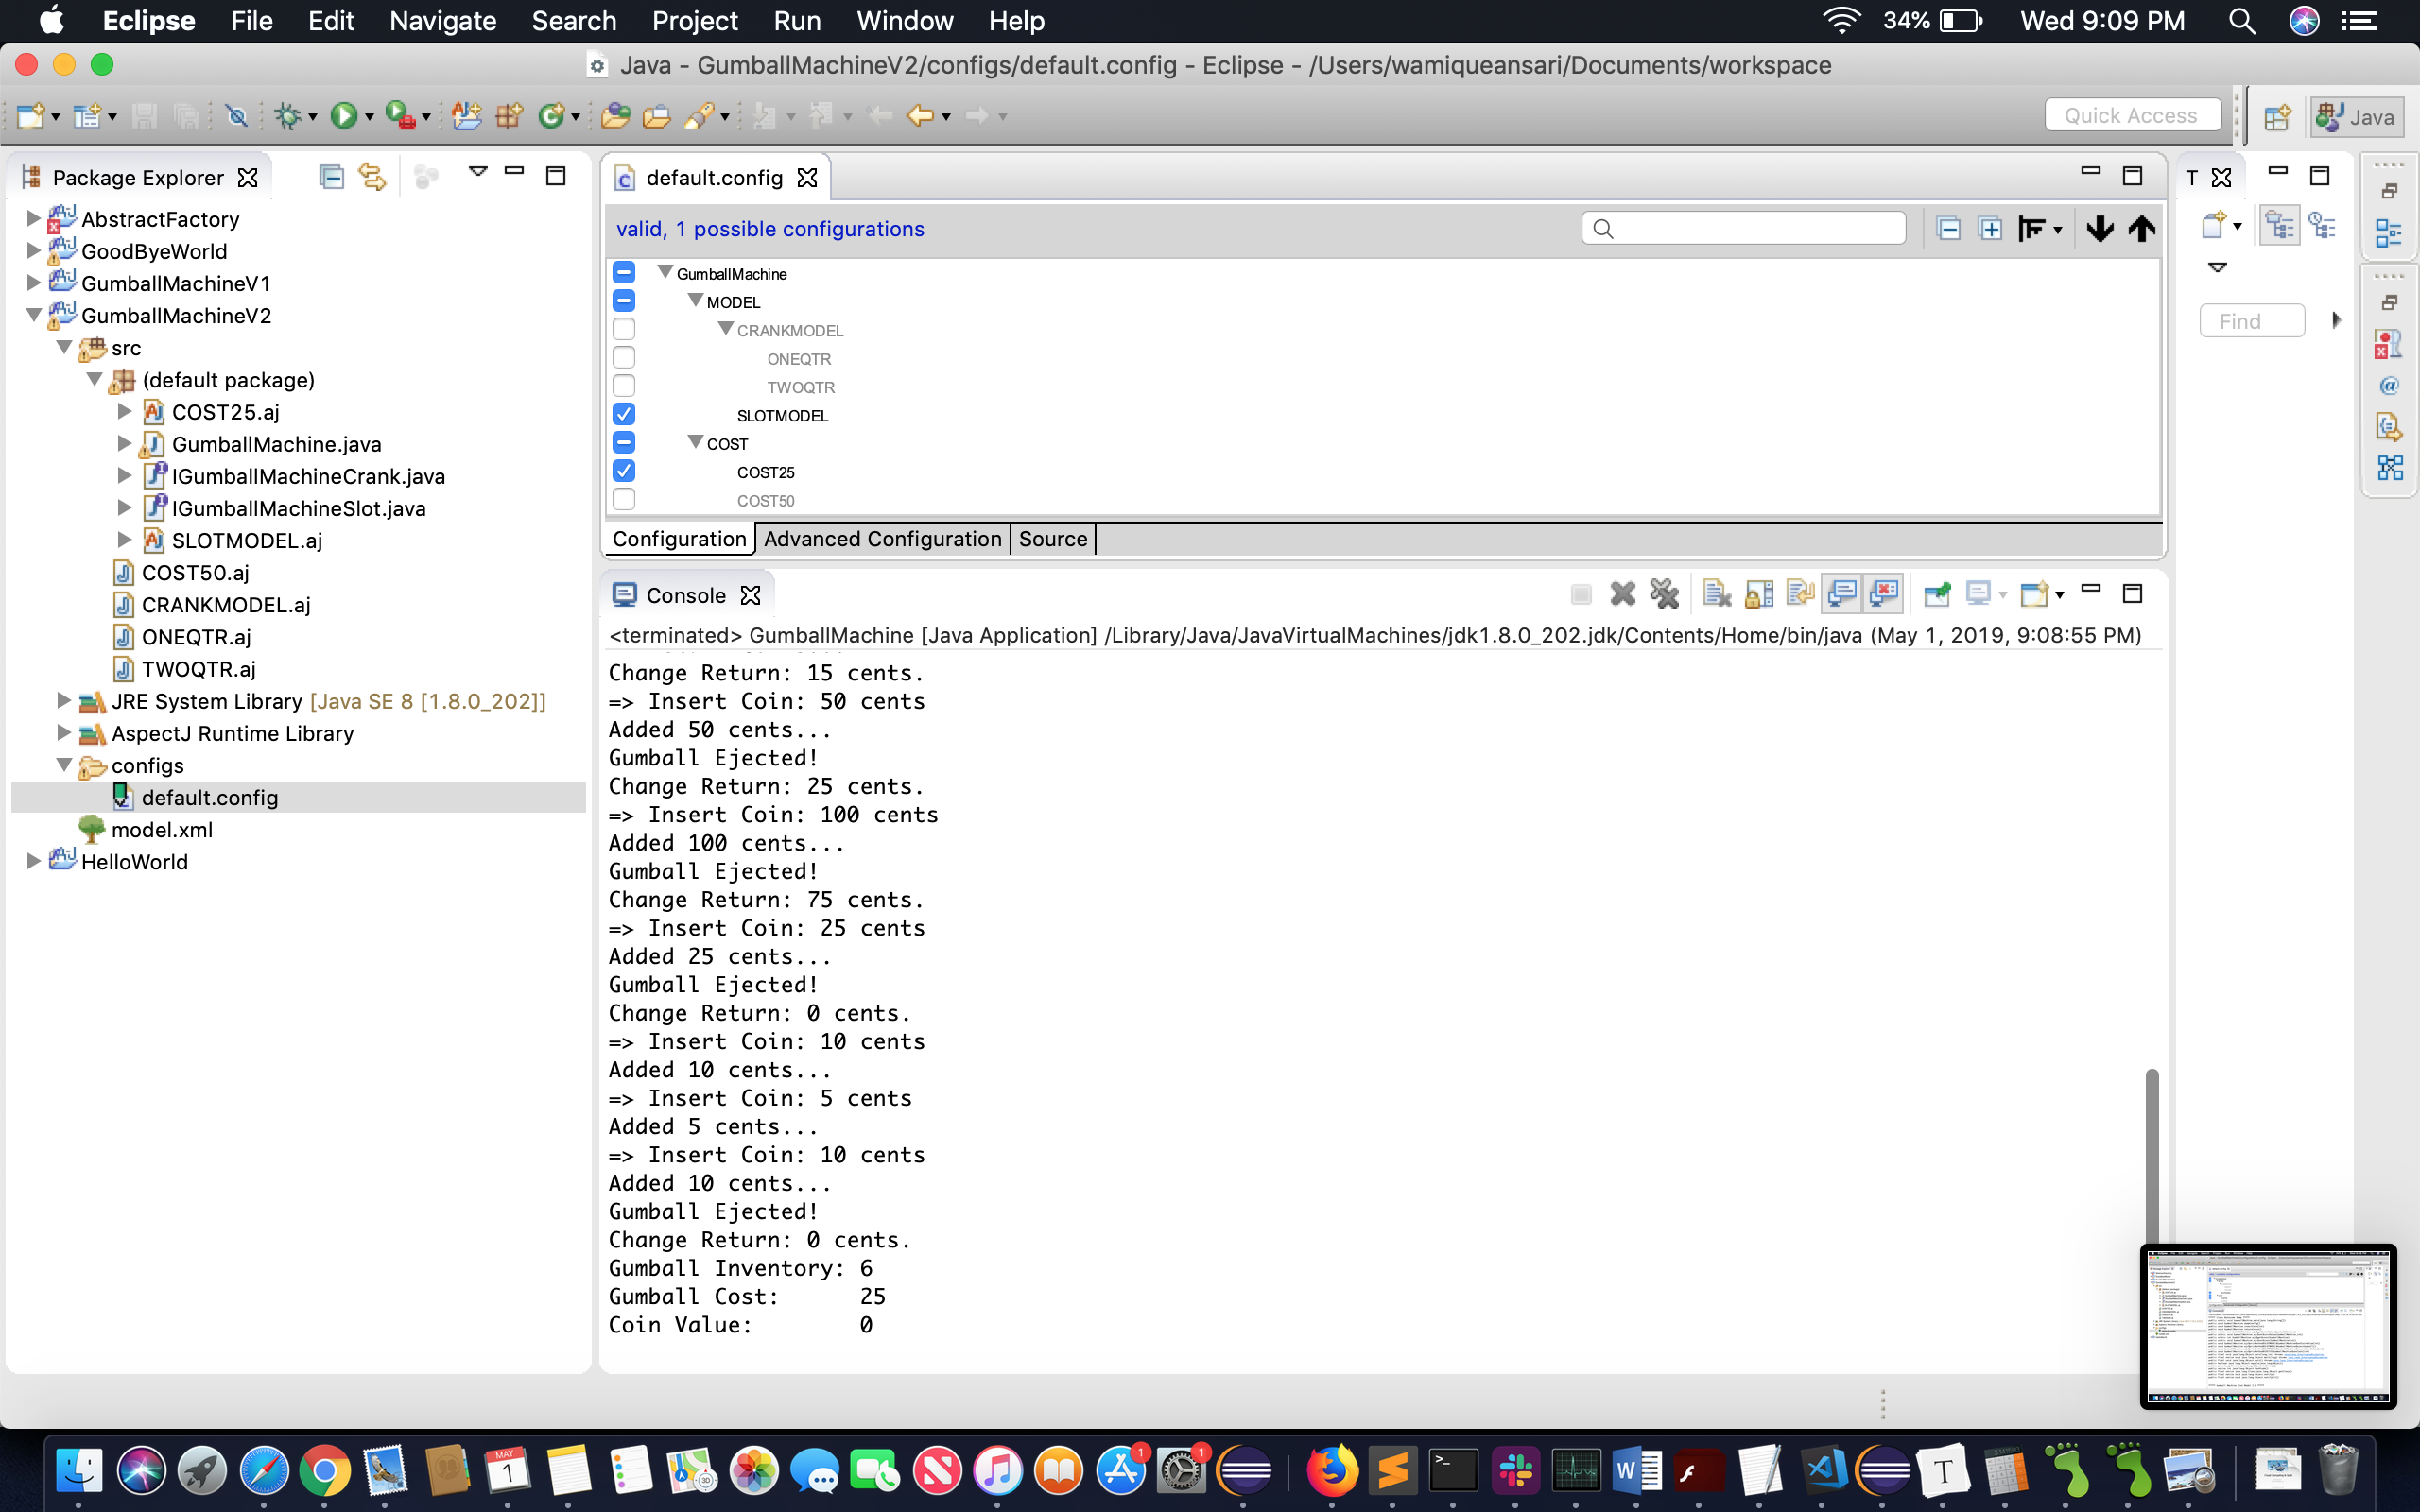 Eclipse File Edit Navigate Search Project Run Window Help 34% Wed 9:09 PM
Java - GumballMachineV2/configs/default.config - Eclipse - /Users/wamiqueansari/Documents/workspace
Quick Access Java
Package Explorer
AbstractFactory
GoodByeWorld
GumballMachineV1
GumballMachineV2
src
(default package)
COST25.aj
GumballMachine.java
IGumballMachineCrank.java
IGumballMachineSlot.java
SLOTMODEL.aj
COST50.aj
CRANKMODEL.aj
ONEQTR.aj
TWOQTR.aj
JRE System Library [Java SE 8 [1.8.0_202]]
AspectJ Runtime Library
configs
default.config
model.xml
HelloWorld
default.config
valid, 1 possible configurations
GumballMachine
MODEL
CRANKMODEL
ONEQTR
TWOQTR
SLOTMODEL
COST
COST25
COST50
Configuration Advanced Configuration Source
T
Find
Console
<terminated> GumballMachine [Java Application] /Library/Java/JavaVirtualMachines/jdk1.8.0_202.jdk/Contents/Home/bin/java (May 1, 2019, 9:08:55 PM)
Change Return: 15 cents.
=> Insert Coin: 50 cents
Added 50 cents...
Gumball Ejected!
Change Return: 25 cents.
=> Insert Coin: 100 cents
Added 100 cents...
Gumball Ejected!
Change Return: 75 cents.
=> Insert Coin: 25 cents
Added 25 cents...
Gumball Ejected!
Change Return: 0 cents.
=> Insert Coin: 10 cents
Added 10 cents...
=> Insert Coin: 5 cents
Added 5 cents...
=> Insert Coin: 10 cents
Added 10 cents...
Gumball Ejected!
Change Return: 0 cents.
Gumball Inventory: 6
Gumball Cost: 25
Coin Value: 0
MAY
1
3D
1
1
W
T